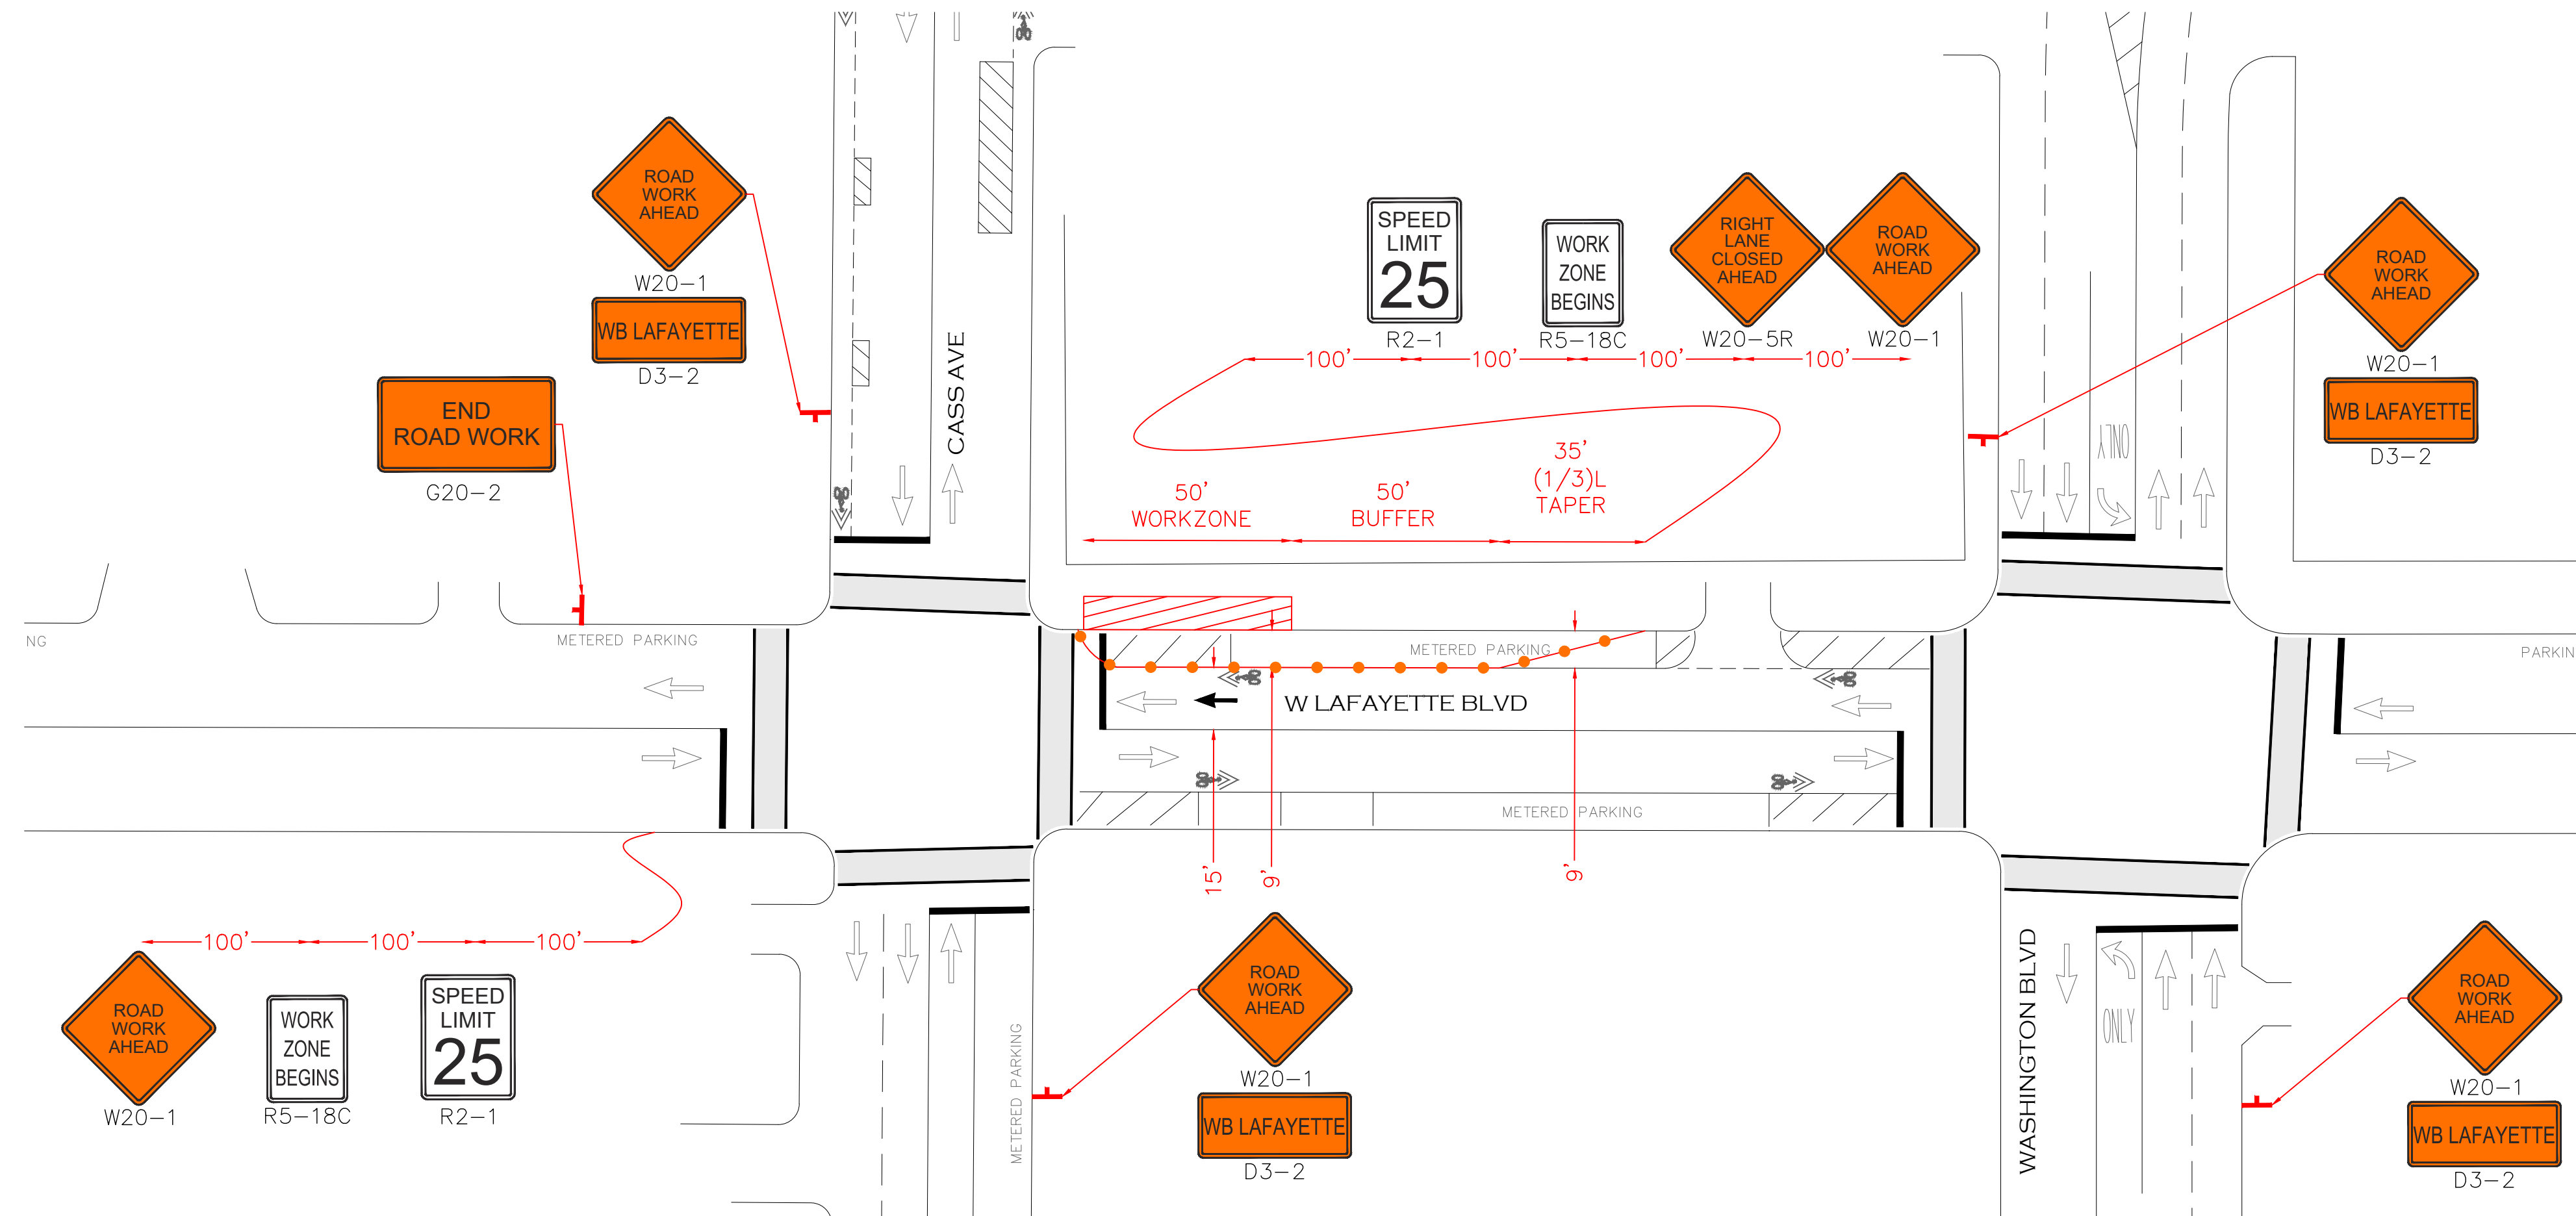 ROAD
WORK
AHEAD
W20-1
WB LAFAYETTE
D3-2
END
ROAD WORK
G20-2
CASS AVE
SPEED
LIMIT
25
R2-1
WORK
ZONE
BEGINS
R5-18C
RIGHT
LANE
CLOSED
AHEAD
W20-5R
ROAD
WORK
AHEAD
W20-1
100'
100'
100'
100'
ROAD
WORK
AHEAD
W20-1
WB LAFAYETTE
D3-2
ONLY
50'
WORKZONE
50'
BUFFER
35'
(1/3)L
TAPER
NG
METERED PARKING
METERED PARKING
PARKIN
W LAFAYETTE BLVD
METERED PARKING
15'
9'
9'
100'
100'
100'
ROAD
WORK
AHEAD
W20-1
WORK
ZONE
BEGINS
R5-18C
SPEED
LIMIT
25
R2-1
METERED PARKING
ROAD
WORK
AHEAD
W20-1
WB LAFAYETTE
D3-2
WASHINGTON BLVD
ONLY
ROAD
WORK
AHEAD
W20-1
WB LAFAYETTE
D3-2